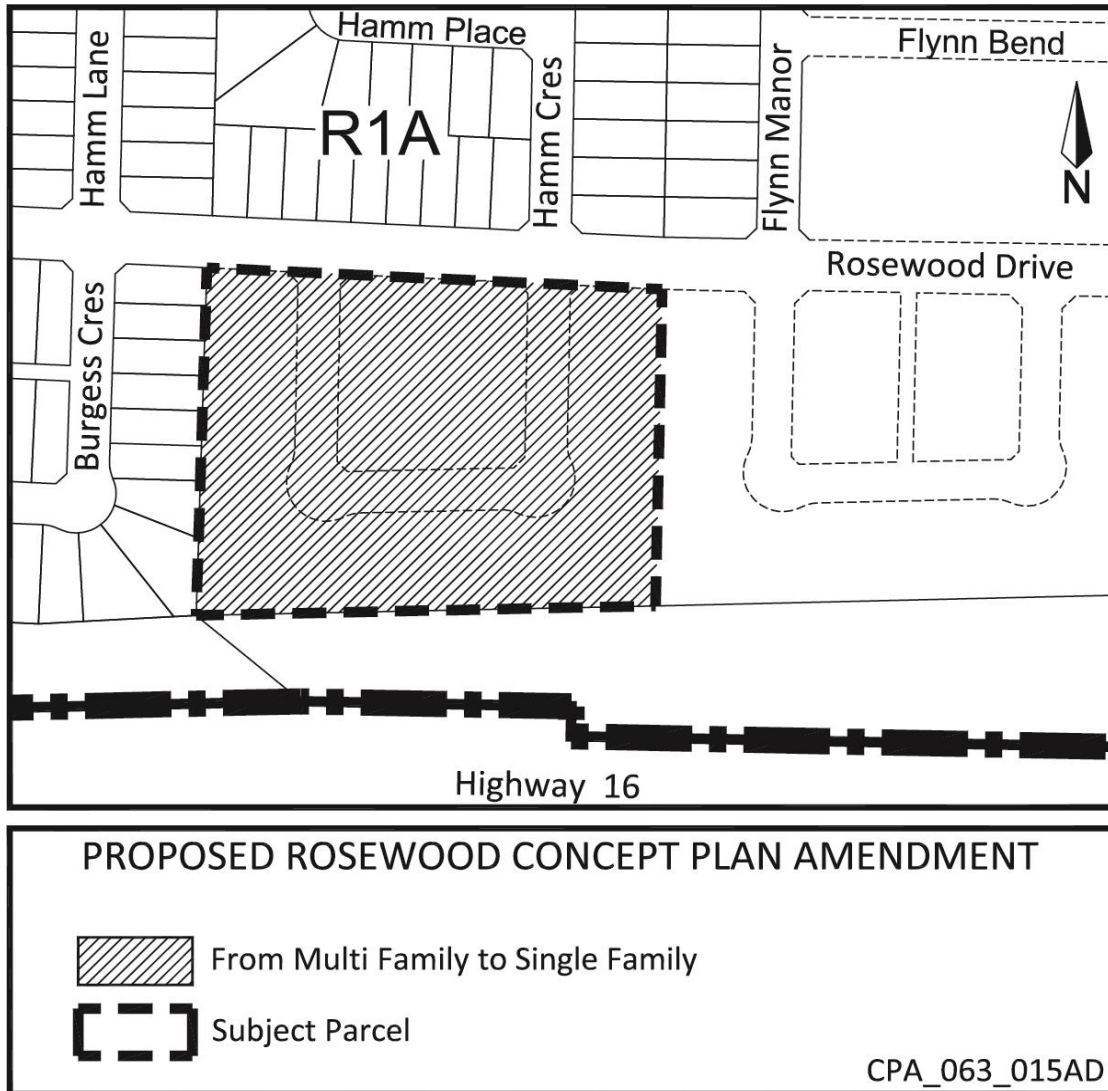 Hamm Place
Flynn Bend
Hamm Lane
R1A
Hamm Cres
Flynn Manor
N
Rosewood Drive
Burgess Cres
Highway 16
PROPOSED ROSEWOOD CONCEPT PLAN AMENDMENT
From Multi Family to Single Family
Subject Parcel
CPA_063_015AD